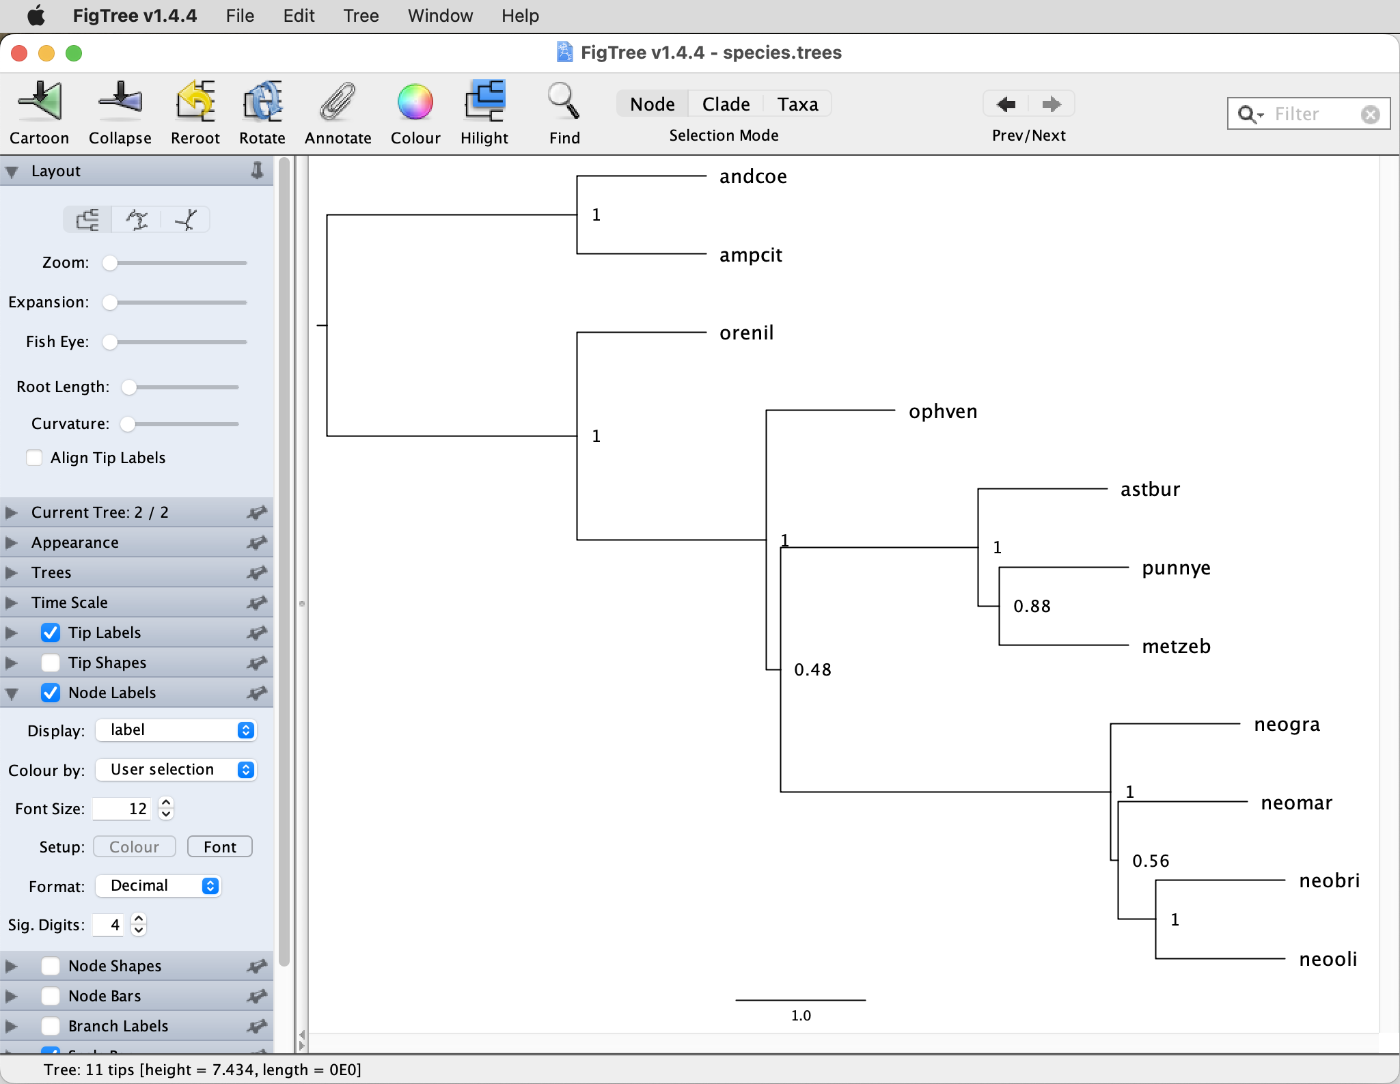 FigTree v1.4.4 File Edit Tree Window Help
FigTree v1.4.4 - species.trees
Cartoon Collapse Reroot Rotate Annotate Colour Hilight Find
Node Clade Taxa
Selection Mode
Prev/Next
Filter
Layout
Zoom:
Expansion:
Fish Eye:
Root Length:
Curvature:
Align Tip Labels
Current Tree: 2 / 2
Appearance
Trees
Time Scale
Tip Labels
Tip Shapes
Node Labels
Display: label
Colour by: User selection
Font Size: 12
Setup: Colour Font
Format: Decimal
Sig. Digits: 4
Node Shapes
Node Bars
Branch Labels
andcoe
1
ampcit
orenil
1
ophven
astbur
1
1
punnye
0.88
metzeb
0.48
neogra
1
neomar
0.56
neobri
1
neooli
1.0
Tree: 11 tips [height = 7.434, length = 0E0]